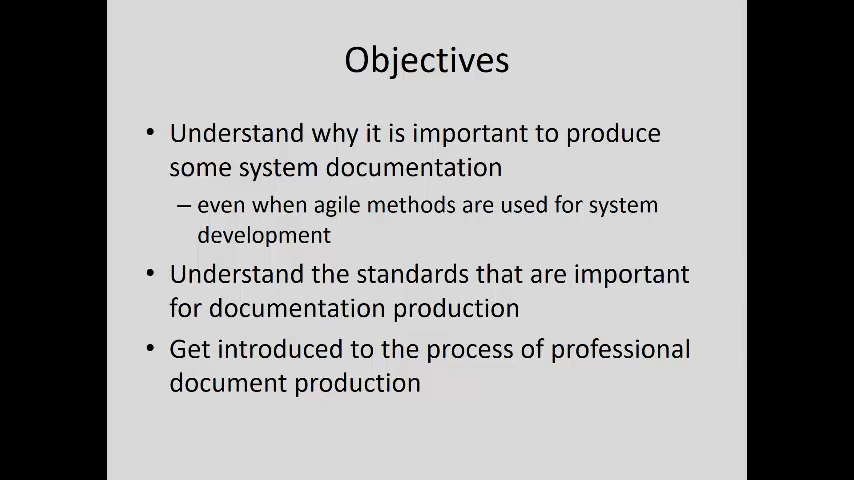 Objectives
• Understand why it is important to produce
some system documentation
– even when agile methods are used for system
development
• Understand the standards that are important
for documentation production
• Get introduced to the process of professional
document production